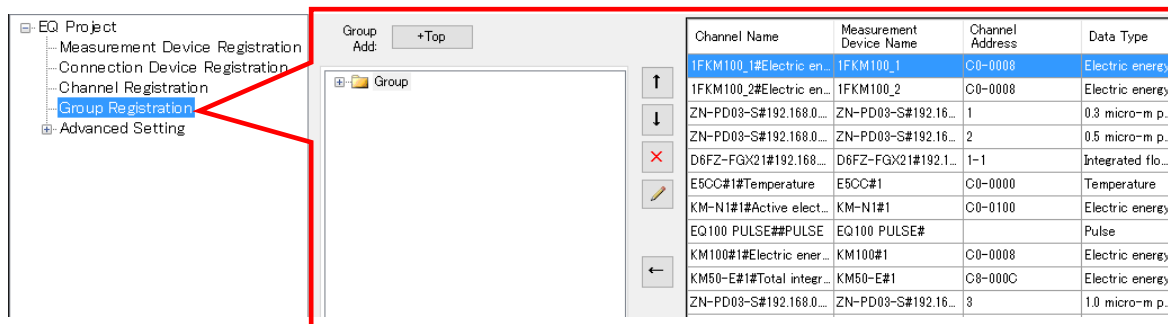 EQ Project
Measurement Device Registration
Connection Device Registration
Channel Registration
Group Registration
Advanced Setting
Group Add: +Top
Group
Channel Name Measurement Device Name Channel Address Data Type
1FKM100_1#Electric en... 1FKM100_1 C0-0008 Electric energy
1FKM100_2#Electric en... 1FKM100_2 C0-0008 Electric energy
ZN-PD03-S#192.168.0.... ZN-PD03-S#192.16... 1 0.3 micro-m p..
ZN-PD03-S#192.168.0.... ZN-PD03-S#192.16... 2 0.5 micro-m p..
D6FZ-FGX21#192.168.... D6FZ-FGX21#192.1... 1-1 Integrated flo...
E5CC#1#Temperature E5CC#1 C0-0000 Temperature
KM-N1#1#Active elect... KM-N1#1 C0-0100 Electric energy
EQ100 PULSE##PULSE EQ100 PULSE# Pulse
KM100#1#Electric ener... KM100#1 C0-0008 Electric energy
KM50-E#1#Total integr... KM50-E#1 C8-000C Electric energy
ZN-PD03-S#192.168.0.... ZN-PD03-S#192.16... 3 1.0 micro-m p..